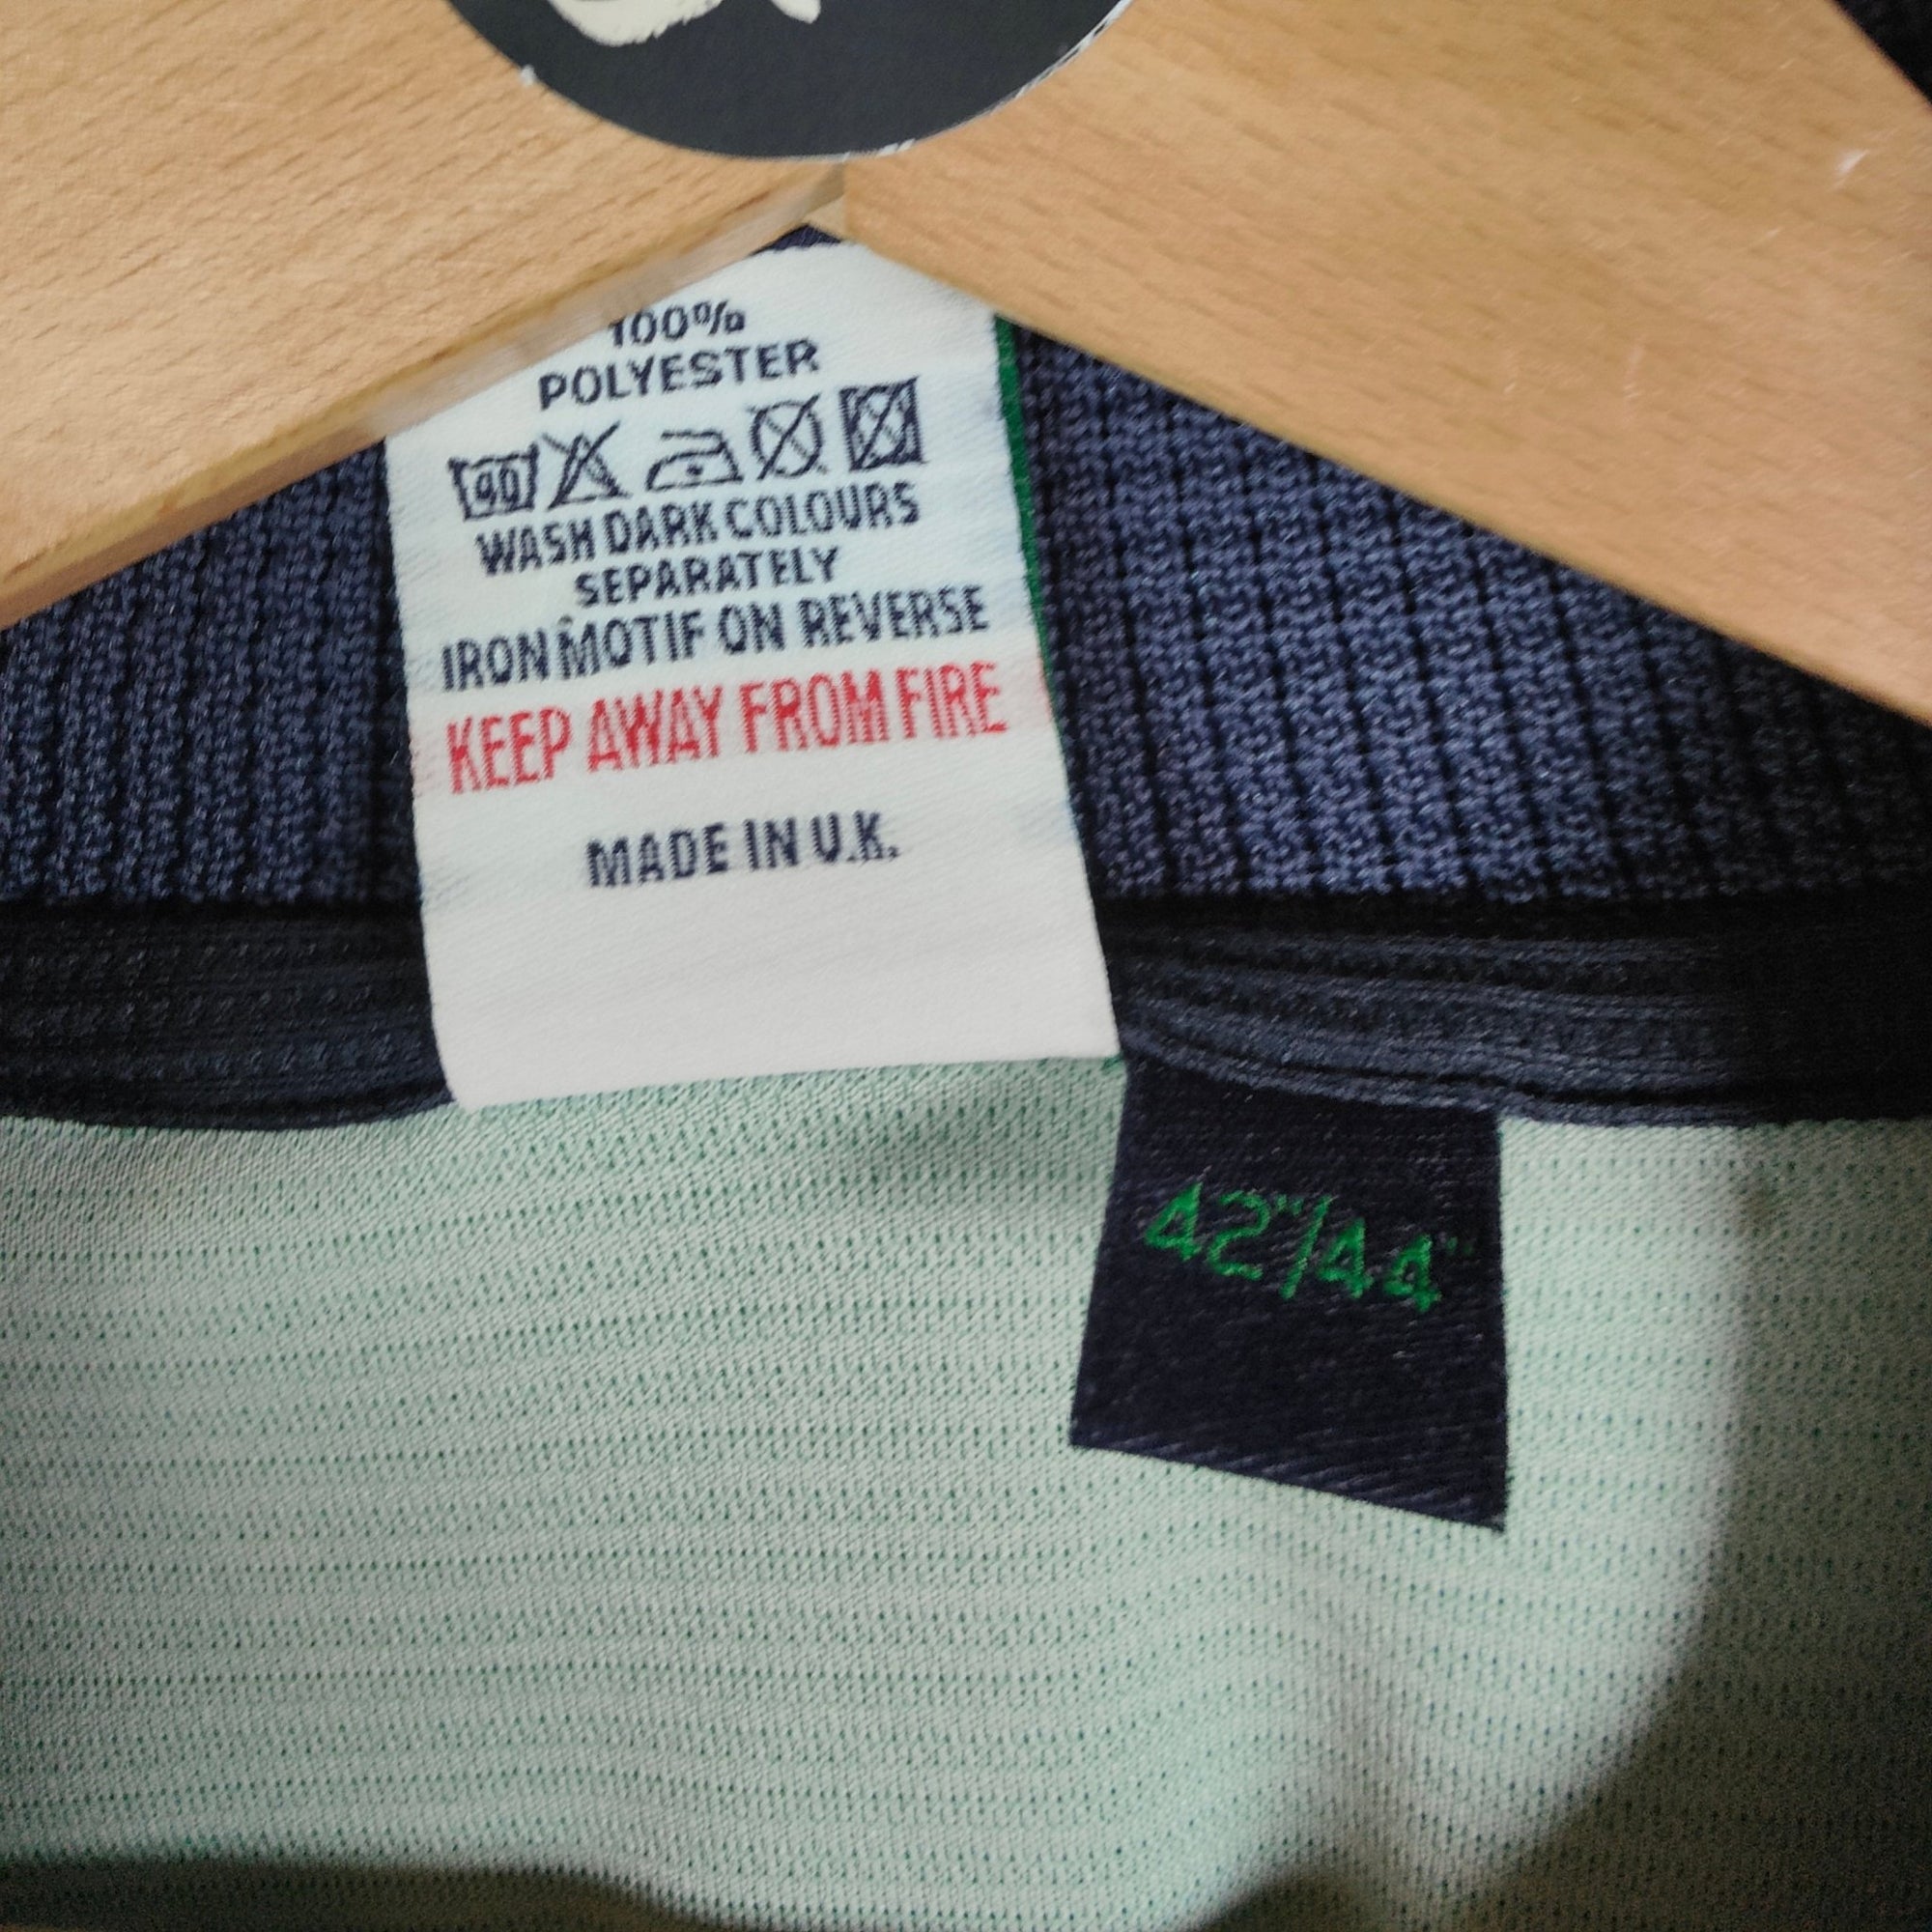 100%
POLYESTER
40
WASH DARK COLOURS
SEPARATELY
IRON MOTIF ON REVERSE
KEEP AWAY FROM FIRE
MADE IN U.K.
42"/44"